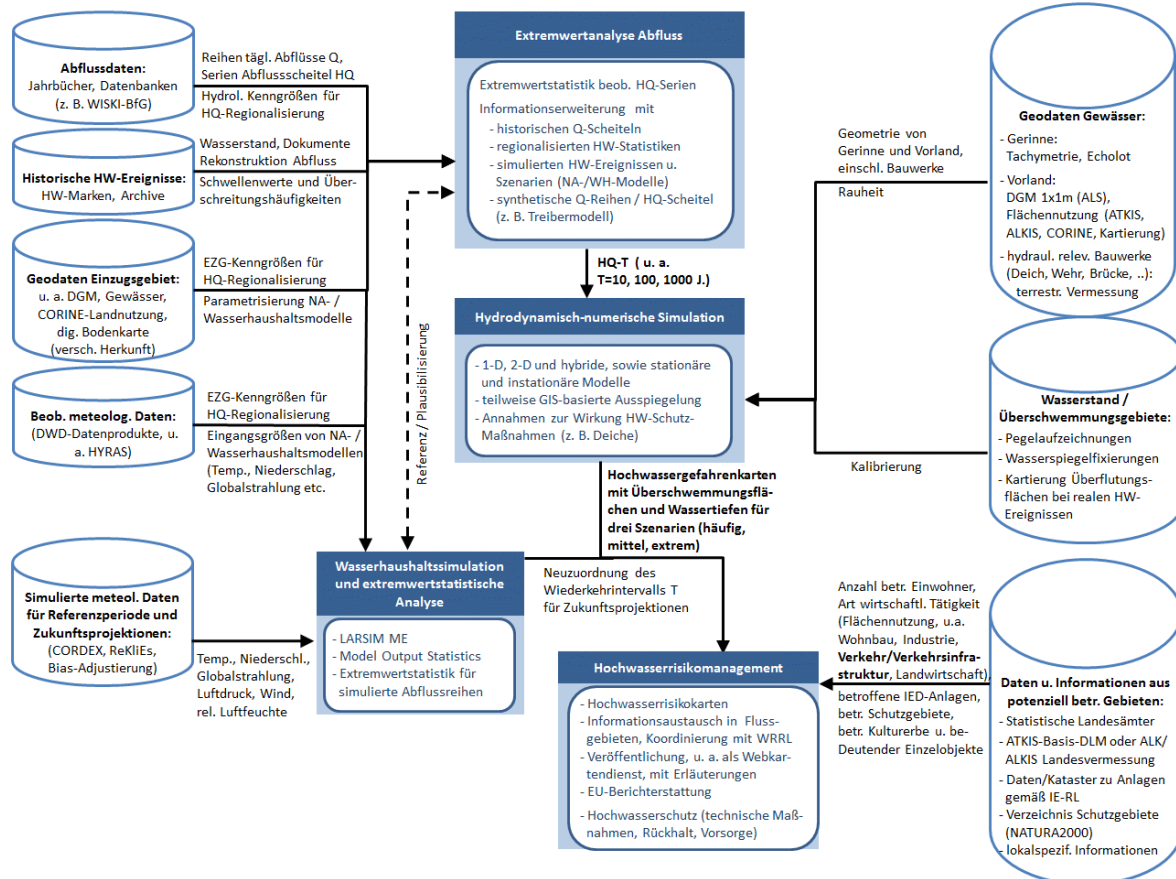 Abflussdaten:
Jahrbücher, Datenbanken
(z. B. WISKI-BfG)
Reihen tägl. Abflüsse Q,
Serien Abflussscheitel HQ
Hydrol. Kenngrößen für
HQ-Regionalisierung
Historische HW-Ereignisse:
HW-Marken, Archive
Wasserstand, Dokumente
Rekonstruktion Abfluss
Schwellenwerte und Über-
schreitungshäufigkeiten
Geodaten Einzugsgebiet:
u. a. DGM, Gewässer,
CORINE-Landnutzung,
dig. Bodenkarte
(versch. Herkunft)
EZG-Kenngrößen für
HQ-Regionalisierung
Parametrisierung NA- /
Wasserhaushaltsmodelle
Beob. meteolog. Daten:
(DWD-Datenprodukte, u.
a. HYRAS)
EZG-Kenngrößen für
HQ-Regionalisierung
Eingangsgrößen von NA- /
Wasserhaushaltsmodellen
(Temp., Niederschlag,
Globalstrahlung etc.
Simulierte meteol. Daten
für Referenzperiode und
Zukunftsprojektionen:
(CORDEX, ReKliEs,
Bias-Adjustierung)
Temp., Niederschl.,
Globalstrahlung,
Luftdruck, Wind,
rel. Luftfeuchte
Extremwertanalyse Abfluss
Extremwertstatistik beob. HQ-Serien
Informationserweiterung mit
- historischen Q-Scheiteln
- regionalisierten HW-Statistiken
- simulierten HW-Ereignissen u.
Szenarien (NA-/WH-Modelle)
- synthetische Q-Reihen / HQ-Scheitel
(z. B. Treibermodell)
Referenz / Plausibilisierung
HQ-T ( u. a.
T=10, 100, 1000 J.)
Hydrodynamisch-numerische Simulation
- 1-D, 2-D und hybride, sowie stationäre
und instationäre Modelle
- teilweise GIS-basierte Ausspiegelung
- Annahmen zur Wirkung HW-Schutz-
Maßnahmen (z. B. Deiche)
Hochwassergefahrenkarten
mit Überschwemmungsflä-
chen und Wassertiefen für
drei Szenarien (häufig,
mittel, extrem)
Wasserhaushaltssimulation
und extremwertstatistische
Analyse
- LARSIM ME
- Model Output Statistics
- Extremwertstatistik für
simulierte Abflussreihen
Neuzuordnung des
Wiederkehrintervalls T
für Zukunftsprojektionen
Hochwasserrisikomanagement
- Hochwasserrisikokarten
- Informationsaustausch in Fluss-
gebieten, Koordinierung mit WRRL
- Veröffentlichung, u. a. als Webkar-
tendienst, mit Erläuterungen
- EU-Berichterstattung
- Hochwasserschutz (technische Maß-
nahmen, Rückhalt, Vorsorge)
Geometrie von
Gerinne und Vorland,
einschl. Bauwerke
Rauheit
Geodaten Gewässer:
- Gerinne:
Tachymetrie, Echolot
- Vorland:
DGM 1x1m (ALS),
Flächennutzung (ATKIS,
ALKIS, CORINE, Kartierung)
- hydraul. relev. Bauwerke
(Deich, Wehr, Brücke, ..):
terrestr. Vermessung
Kalibrierung
Wasserstand /
Überschwemmungsgebiete:
- Pegelaufzeichnungen
- Wasserspiegelfixierungen
- Kartierung Überflutungs-
flächen bei realen HW-
Ereignissen
Anzahl betr. Einwohner,
Art wirtschaftl. Tätigkeit
(Flächennutzung, u.a.
Wohnbau, Industrie,
Verkehr/Verkehrsinfra-
struktur, Landwirtschaft),
betroffene IED-Anlagen,
betr. Schutzgebiete,
betr. Kulturerbe u. be-
Deutender Einzelobjekte
Daten u. Informationen aus
potenziell betr. Gebieten:
- Statistische Landesämter
- ATKIS-Basis-DLM oder ALK/
ALKIS Landesvermessung
- Daten/Kataster zu Anlagen
gemäß IE-RL
- Verzeichnis Schutzgebiete
(NATURA2000)
- lokalspezif. Informationen